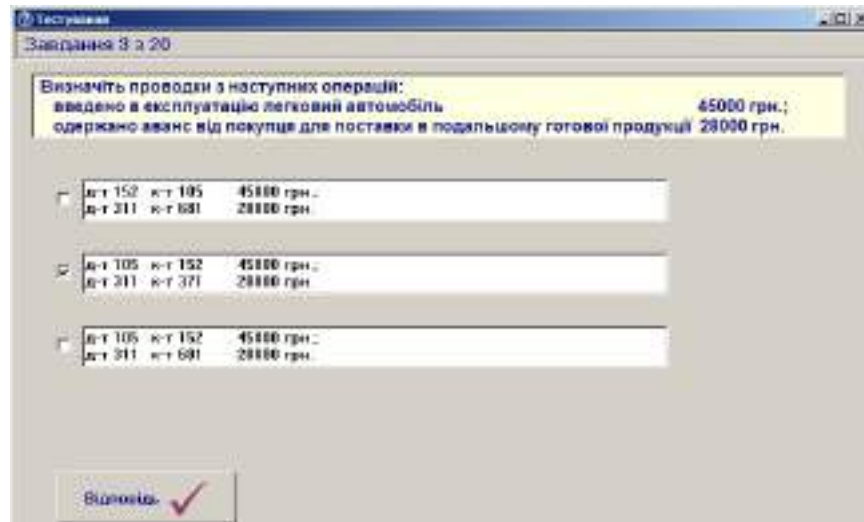 Тестування
Завдання 3 з 20
Визначіть проводки з наступних операцій:
введено в експлуатацію легковий автомобіль 45000 грн.;
одержано аванс від покупця для поставки в подальшому готової продукції 28000 грн.
д-т 152 к-т 105 45000 грн.;
д-т 311 к-т 681 28000 грн.
д-т 105 к-т 152 45000 грн.;
д-т 311 к-т 371 28000 грн
д-т 105 к-т 152 45000 грн.;
д-т 311 к-т 681 28000 грн.
Відповідь